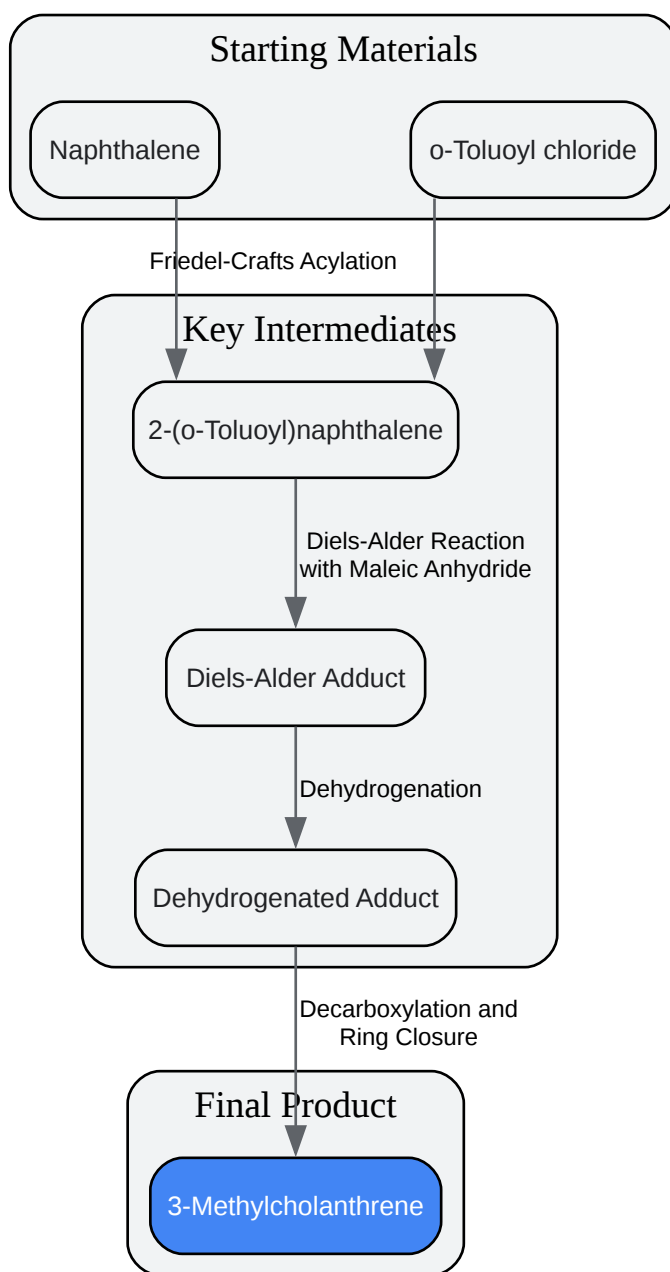 Starting Materials
Naphthalene
o-Toluoyl chloride
Friedel-Crafts Acylation
Key Intermediates
2-(o-Toluoyl)naphthalene
Diels-Alder Reaction
with Maleic Anhydride
Diels-Alder Adduct
Dehydrogenation
Dehydrogenated Adduct
Decarboxylation and
Ring Closure
Final Product
3-Methylcholanthrene